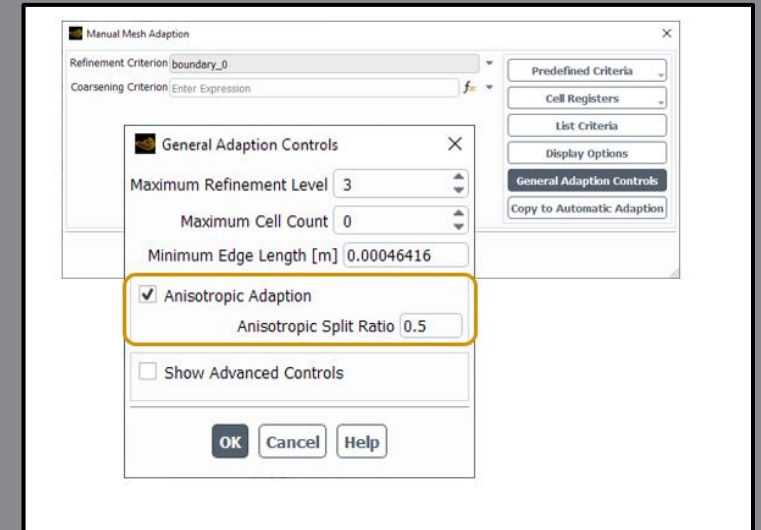 Manual Mesh Adaption
Refinement Criterion boundary_0
Coarsening Criterion Enter Expression
Predefined Criteria
Cell Registers
List Criteria
Display Options
General Adaption Controls
Copy to Automatic Adaption
General Adaption Controls
Maximum Refinement Level 3
Maximum Cell Count 0
Minimum Edge Length [m] 0.00046416
Anisotropic Adaption
Anisotropic Split Ratio 0.5
Show Advanced Controls
OK Cancel Help